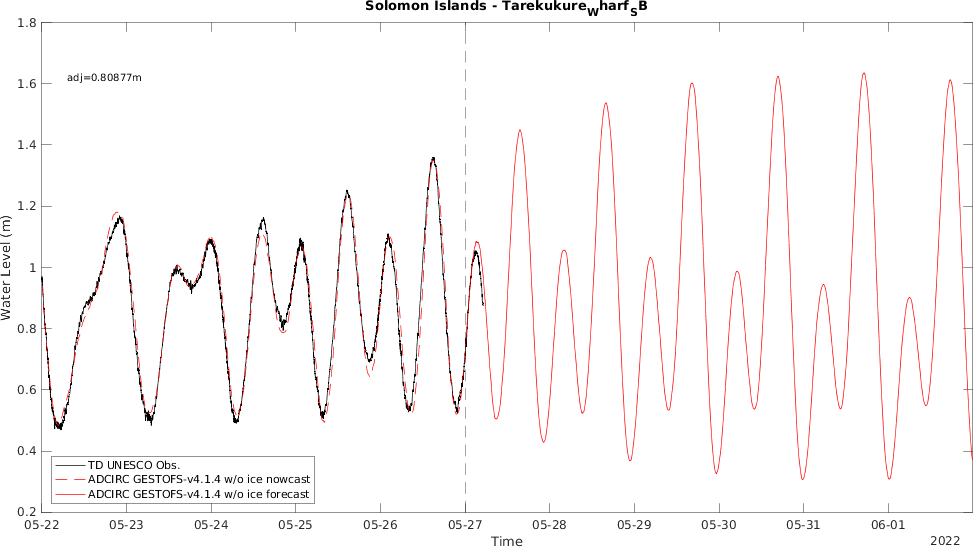 Solomon Islands - TarekukureWharfSB
1.8
adj=0.80877m
1.6
1.4
1.2
1
0.8
0.6
0.4
0.2
Water Level (m)
TD UNESCO Obs.
ADCIRC GESTOFS-v4.1.4 w/o ice nowcast
ADCIRC GESTOFS-v4.1.4 w/o ice forecast
05-22 05-23 05-24 05-25 05-26 05-27 05-28 05-29 05-30 05-31 06-01
Time
2022